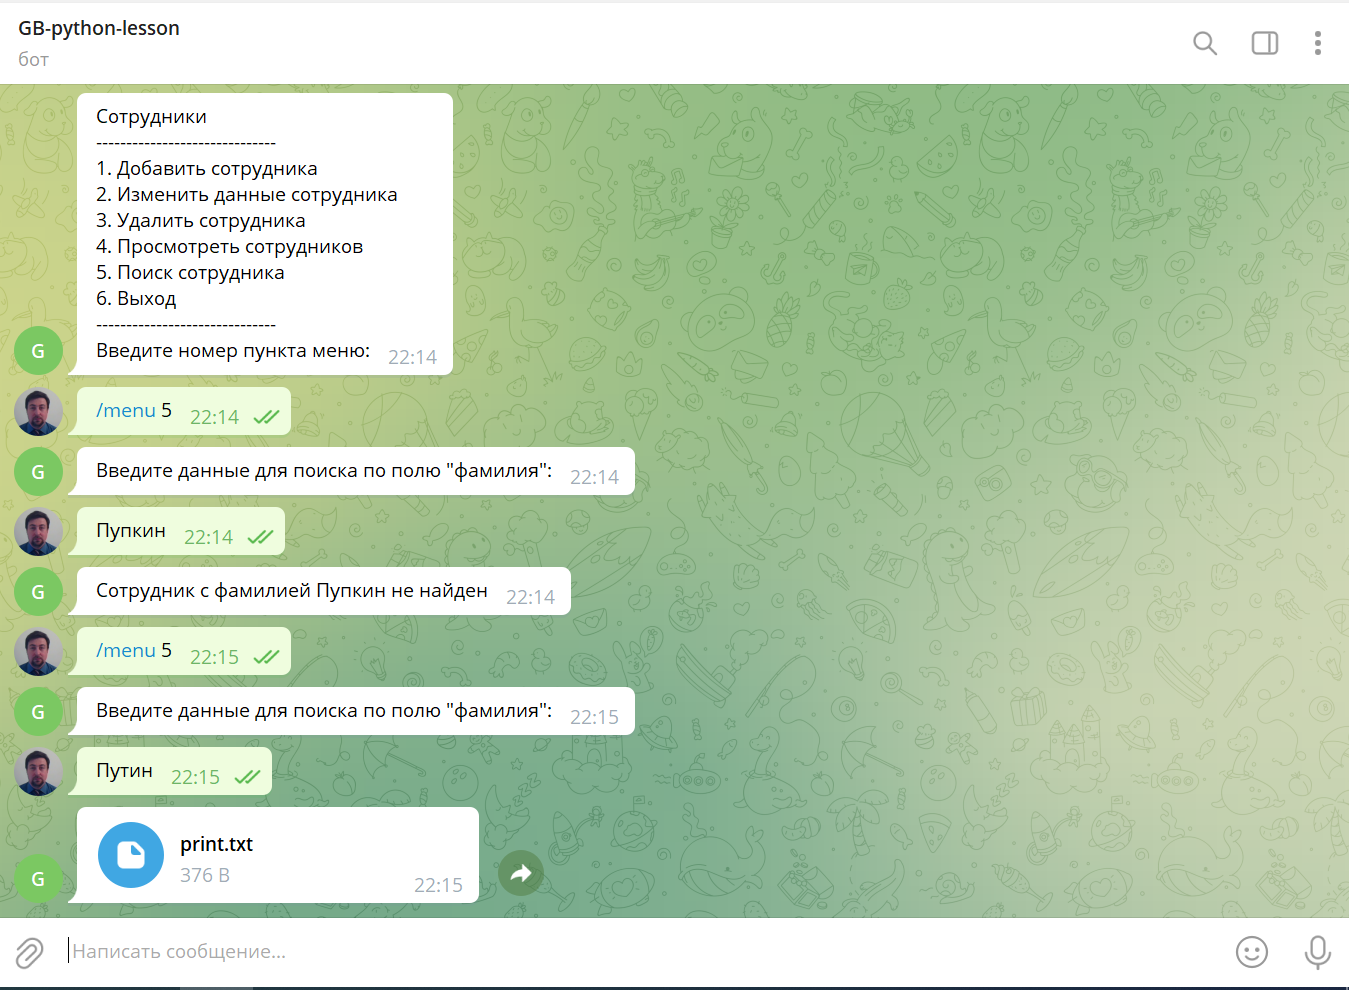 GB-python-lesson
бот
Сотрудники
------------------------------
1. Добавить сотрудника
2. Изменить данные сотрудника
3. Удалить сотрудника
4. Просмотреть сотрудников
5. Поиск сотрудника
6. Выход
------------------------------
Введите номер пункта меню: 22:14
G
/menu 5 22:14
G
Введите данные для поиска по полю "фамилия": 22:14
Пупкин 22:14
G
Сотрудник с фамилией Пупкин не найден 22:14
/menu 5 22:15
G
Введите данные для поиска по полю "фамилия": 22:15
Путин 22:15
print.txt
376 B 22:15
G
Написать сообщение...